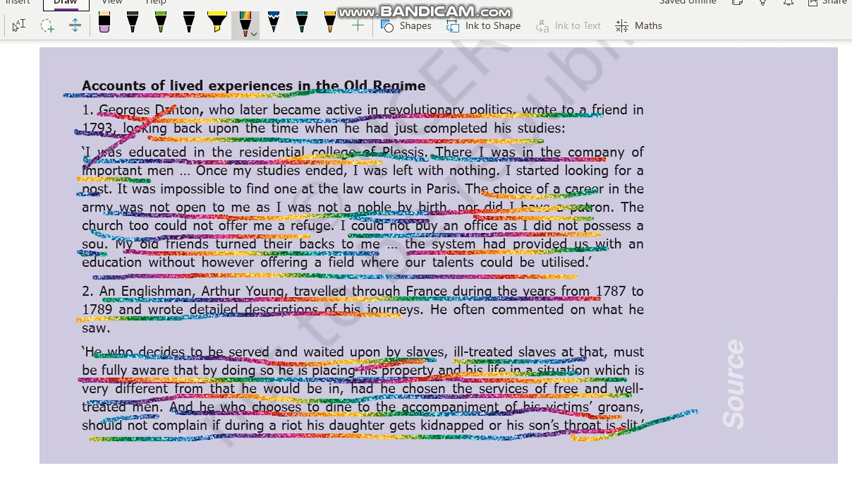 Insert Draw View Help Saved offline Share
www.BANDICAM.com
Shapes Ink to Shape Ink to Text Maths
Accounts of lived experiences in the Old Regime
1. Georges Danton, who later became active in revolutionary politics, wrote to a friend in
1793, looking back upon the time when he had just completed his studies:
'I was educated in the residential college of Plessis. There I was in the company of
important men ... Once my studies ended, I was left with nothing. I started looking for a
post. It was impossible to find one at the law courts in Paris. The choice of a career in the
army was not open to me as I was not a noble by birth, nor did I have a patron. The
church too could not offer me a refuge. I could not buy an office as I did not possess a
sou. My old friends turned their backs to me ... the system had provided us with an
education without however offering a field where our talents could be utilised.'
2. An Englishman, Arthur Young, travelled through France during the years from 1787 to
1789 and wrote detailed descriptions of his journeys. He often commented on what he
saw.
'He who decides to be served and waited upon by slaves, ill-treated slaves at that, must
be fully aware that by doing so he is placing his property and his life in a situation which is
very different from that he would be in, had he chosen the services of free and well-
treated men. And he who chooses to dine to the accompaniment of his victims' groans,
should not complain if during a riot his daughter gets kidnapped or his son's throat is slit.'
Source